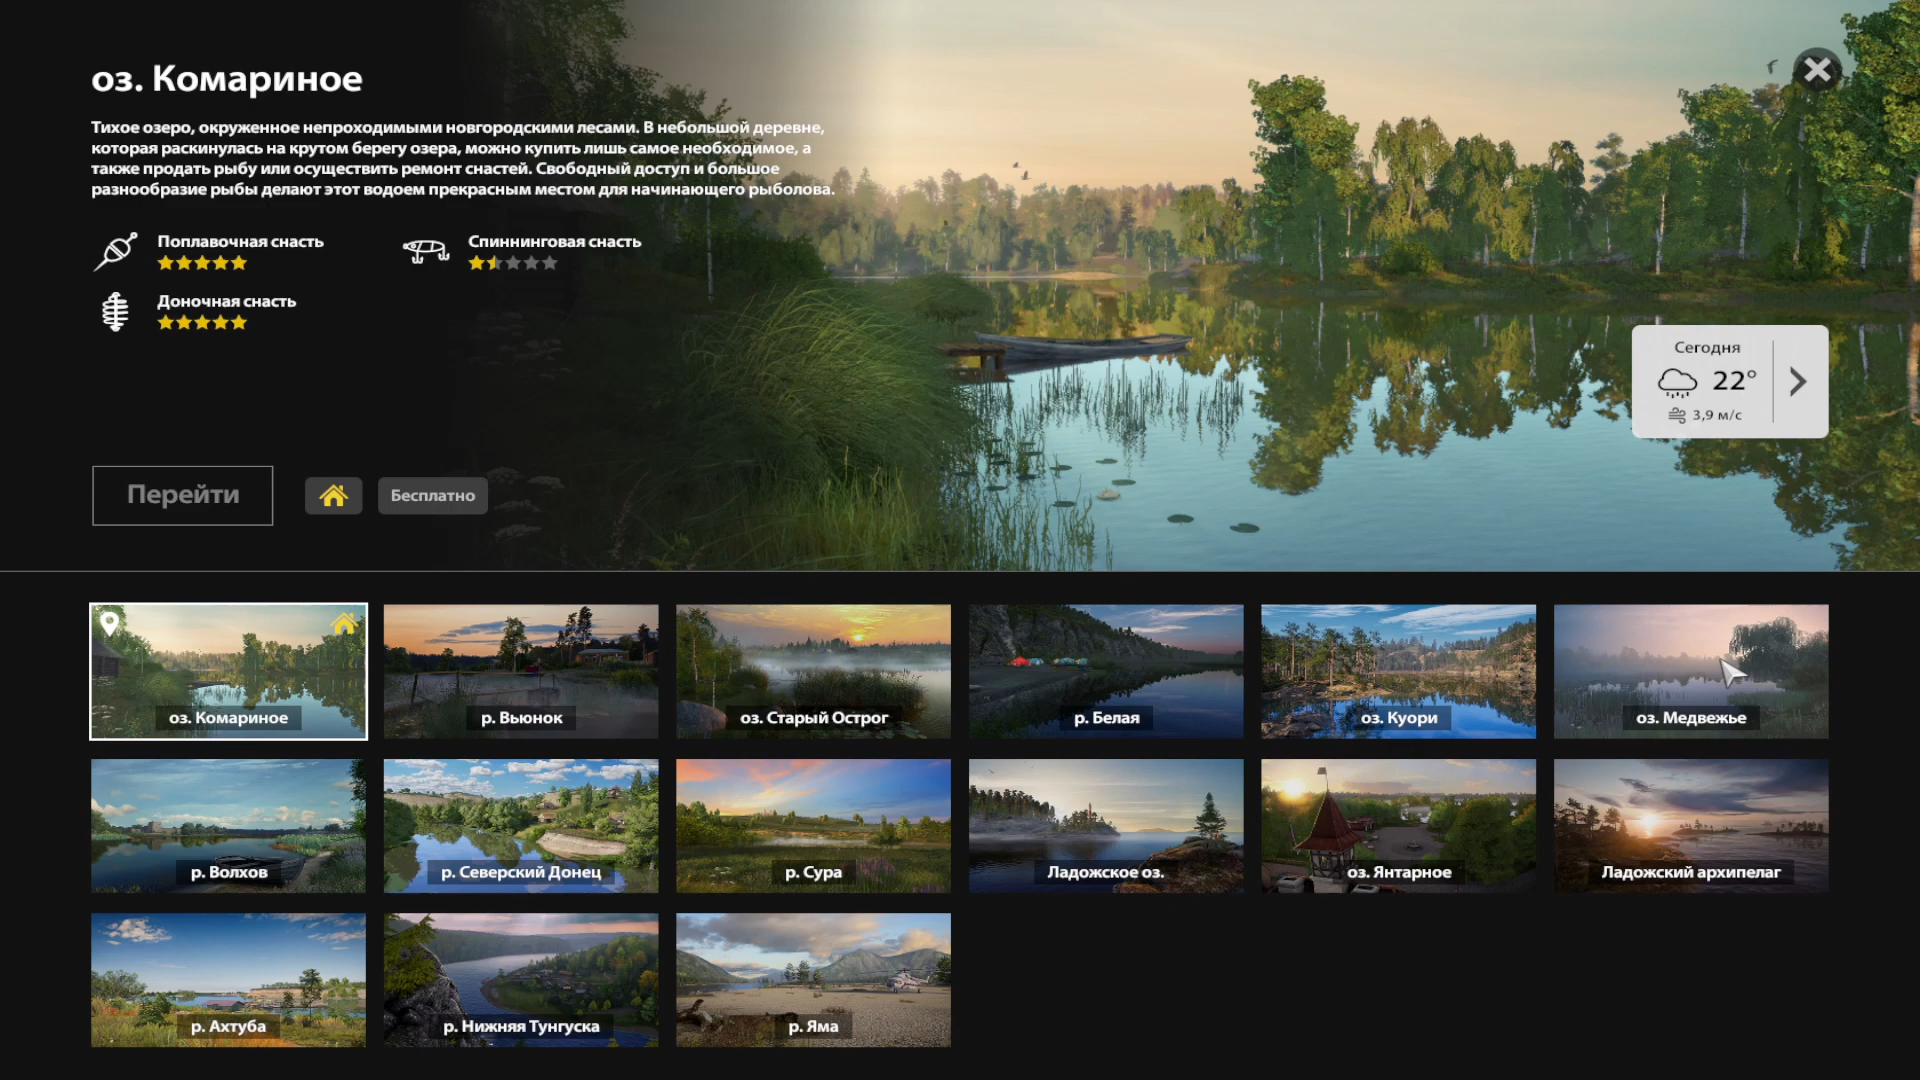 оз. Комариное
Тихое озеро, окруженное непроходимыми новгородскими лесами. В небольшой деревне,
которая раскинулась на крутом берегу озера, можно купить лишь самое необходимое, а
также продать рыбу или осуществить ремонт снастей. Свободный доступ и большое
разнообразие рыбы делают этот водоем прекрасным местом для начинающего рыболова.
Поплавочная снасть
Спиннинговая снасть
Доночная снасть
Сегодня
22°
3,9 м/с
Перейти
Бесплатно
оз. Комариное
р. Вьюнок
оз. Старый Острог
р. Белая
оз. Куори
оз. Медвежье
р. Волхов
р. Северский Донец
р. Сура
Ладожское оз.
оз. Янтарное
Ладожский архипелаг
р. Ахтуба
р. Нижняя Тунгуска
р. Яма